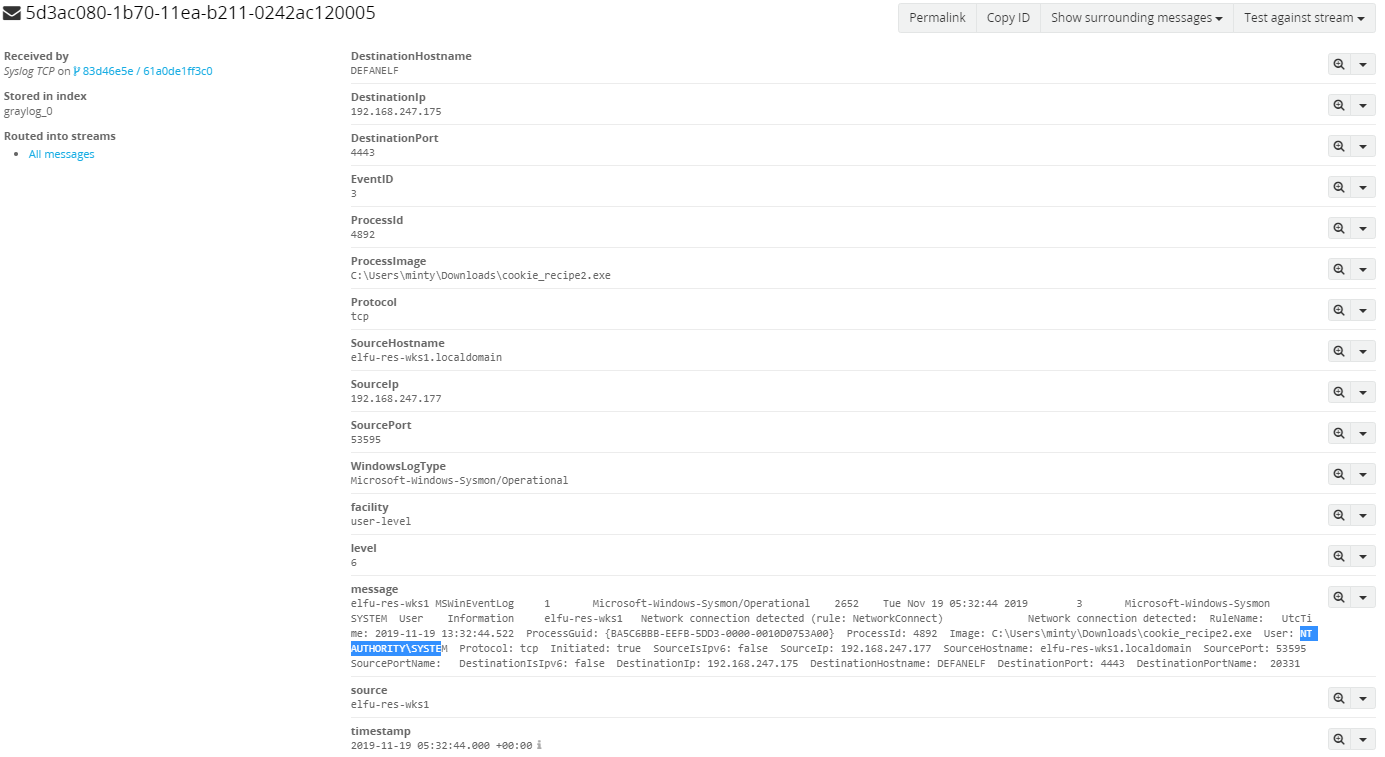 5d3ac080-1b70-11ea-b211-0242ac120005
Permalink
Copy ID
Show surrounding messages
Test against stream
Received by
Syslog TCP on 83d46e5e / 61a0de1ff3c0
Stored in index
graylog_0
Routed into streams
All messages
DestinationHostname
DEFANELF
DestinationIp
192.168.247.175
DestinationPort
4443
EventID
3
ProcessId
4892
ProcessImage
C:\Users\minty\Downloads\cookie_recipe2.exe
Protocol
tcp
SourceHostname
elfu-res-wks1.localdomain
SourceIp
192.168.247.177
SourcePort
53595
WindowsLogType
Microsoft-Windows-Sysmon/Operational
facility
user-level
level
6
message
elfu-res-wks1 MSWinEventLog 1 Microsoft-Windows-Sysmon/Operational 2652 Tue Nov 19 05:32:44 2019 3 Microsoft-Windows-Sysmon
SYSTEM User Information elfu-res-wks1 Network connection detected (rule: NetworkConnect) Network connection detected: RuleName: UtcTi
me: 2019-11-19 13:32:44.522 ProcessGuid: {BA5C6BBB-EEFB-5DD3-0000-0010D0753A00} ProcessId: 4892 Image: C:\Users\minty\Downloads\cookie_recipe2.exe User: NT
AUTHORITY\SYSTEM Protocol: tcp Initiated: true SourceIsIpv6: false SourceIp: 192.168.247.177 SourceHostname: elfu-res-wks1.localdomain SourcePort: 53595
SourcePortName: DestinationIsIpv6: false DestinationIp: 192.168.247.175 DestinationHostname: DEFANELF DestinationPort: 4443 DestinationPortName: 20331
source
elfu-res-wks1
timestamp
2019-11-19 05:32:44.000 +00:00